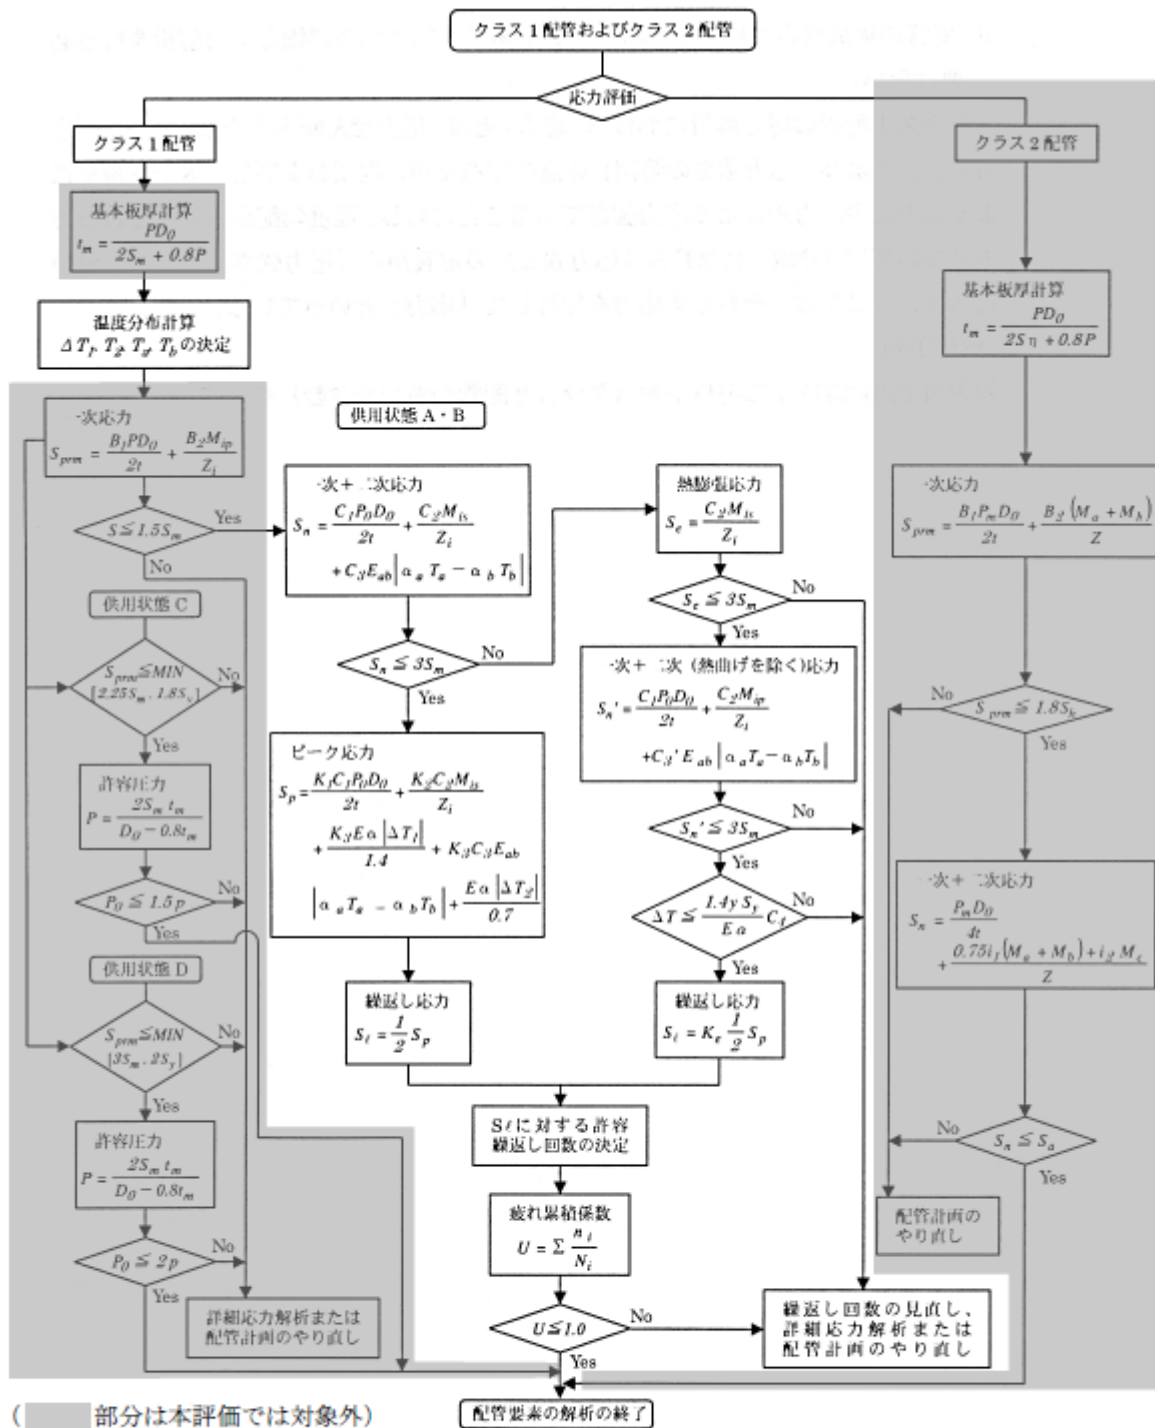 クラス1配管およびクラス2配管
応力評価
クラス1配管
基本板厚計算
t_m = PD_0 / (2S_m + 0.8P)
温度分布計算
ΔT_1, T_2, T_a, T_bの決定
一次応力
S_prm = B_1PD_0 / 2t + B_2M_ip / Z_i
S≦1.5S_m
Yes
No
供用状態C
S_prm≦MIN
[2.25S_m . 1.8S_y]
No
Yes
許容圧力
P = 2S_m t_m / (D_0 − 0.8t_m)
P_0 ≦ 1.5p
No
Yes
供用状態D
S_prm≦MIN
[3S_m . 2S_y]
No
Yes
許容圧力
P = 2S_m t_m / (D_0 − 0.8t_m)
P_0 ≦ 2p
No
Yes
詳細応力解析または
配管計画のやり直し
供用状態A・B
一次+二次応力
S_n = C_1P_0D_0 / 2t + C_2M_is / Z_i
+ C_3E_ab|α_a T_a − α_b T_b|
S_n ≦ 3S_m
No
Yes
ピーク応力
S_p = K_1C_1P_0D_0 / 2t + K_2C_2M_is / Z_i
+ K_3Eα|ΔT_1| / 1.4 + K_3C_3E_ab
|α_a T_a − α_b T_b| + Eα|ΔT_2| / 0.7
繰返し応力
S_ℓ = 1/2 S_p
熱膨張応力
S_e = C_2M_is / Z_i
S_e ≦ 3S_m
No
Yes
一次+二次(熱曲げを除く)応力
S_n' = C_1P_0D_0 / 2t + C_2M_ip / Z_i
+C_3' E_ab |α_aT_a − α_bT_b|
S_n' ≦ 3S_m
No
Yes
ΔT ≦ 1.4y S_y / Eα C_4
No
Yes
繰返し応力
S_ℓ = K_e 1/2 S_p
Sℓに対する許容
繰返し回数の決定
疲れ累積係数
U = Σ n_i / N_i
U≦1.0
No
Yes
繰返し回数の見直し、
詳細応力解析または
配管計画のやり直し
クラス2配管
基本板厚計算
t_m = PD_0 / (2Sη + 0.8P)
一次応力
S_prm = B_1P_mD_0 / 2t + B_2(M_a + M_b) / Z
S_prm ≦ 1.8S_h
No
Yes
一次+二次応力
S_n = P_mD_0 / 4t
+ 0.75i_1(M_a + M_b) + i_2M_c / Z
S_n ≦ S_a
No
Yes
配管計画の
やり直し
配管要素の解析の終了
( 部分は本評価では対象外)